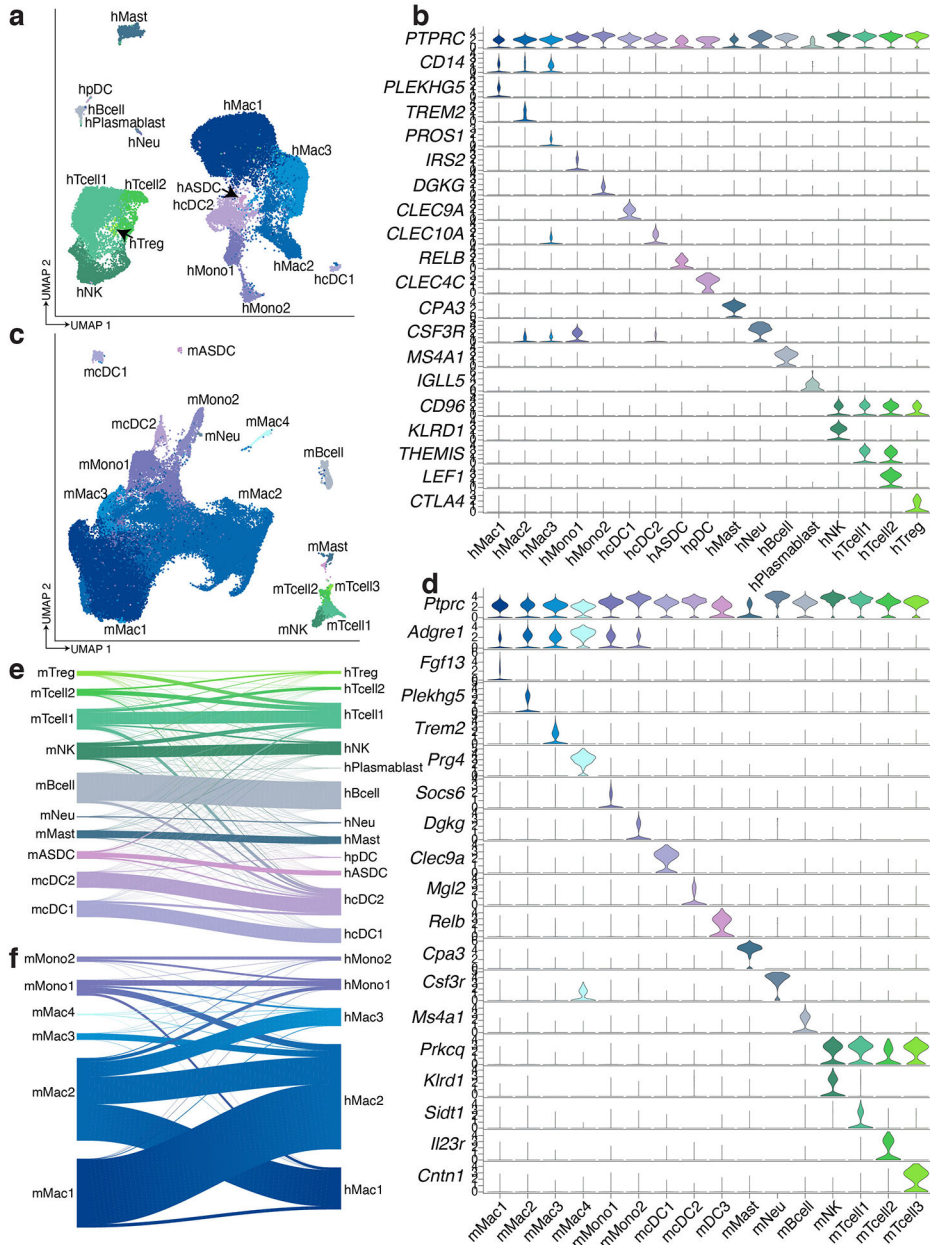 a
hMast
hpDC
hBcell
hPlasmablast
hNeu
hMac1
hMac3
hTcell1
hTcell2
hASDC
hcDC2
hTreg
hMono1
hMac2
hcDC1
hNK
hMono2
UMAP 2
UMAP 1
b
PTPRC
CD14
PLEKHG5
TREM2
PROS1
IRS2
DGKG
CLEC9A
CLEC10A
RELB
CLEC4C
CPA3
CSF3R
MS4A1
IGLL5
CD96
KLRD1
THEMIS
LEF1
CTLA4
hMac1
hMac2
hMac3
hMono1
hMono2
hcDC1
hcDC2
hASDC
hpDC
hMast
hNeu
hBcell
hPlasmablast
hNK
hTcell1
hTcell2
hTreg
c
mcDC1
mASDC
mMono2
mcDC2
mNeu
mMac4
mMono1
mBcell
mMac3
mMac2
mMast
mTcell2
mTcell3
mNK
mTcell1
mMac1
UMAP 2
UMAP 1
d
Ptprc
Adgre1
Fgf13
Plekhg5
Trem2
Prg4
Socs6
Dgkg
Clec9a
Mgl2
Relb
Cpa3
Csf3r
Ms4a1
Prkcq
Klrd1
Sidt1
Il23r
Cntn1
mMac1
mMac2
mMac3
mMac4
mMono1
mMono2
mcDC1
mcDC2
mDC3
mMast
mNeu
mBcell
mNK
mTcell1
mTcell2
mTcell3
e
mTreg
mTcell2
mTcell1
mNK
mBcell
mNeu
mMast
mASDC
mcDC2
mcDC1
hTreg
hTcell2
hTcell1
hNK
hPlasmablast
hBcell
hNeu
hMast
hpDC
hASDC
hcDC2
hcDC1
f
mMono2
mMono1
mMac4
mMac3
mMac2
mMac1
hMono2
hMono1
hMac3
hMac2
hMac1